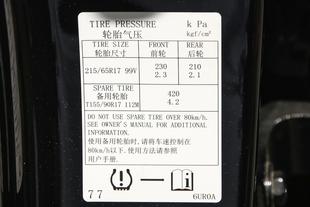 TIRE PRESSURE k Pa
轮胎气压 kgf/cm²
TIRE SIZE FRONT REAR
轮胎尺寸 前轮 后轮
215/65R17 99V 230 210
2.3 2.1
SPARE TIRE 420
备用轮胎 4.2
T155/90R17 112M
DO NOT USE SPARE TIRE OVER 80km/h.
SEE OWNER'S MANUAL FOR ADDITIONAL
INFORMATION.
使用备用轮胎时，请将车速控制在
80km/h以下．使用方法请参照
用户手册．
77 6UR0A